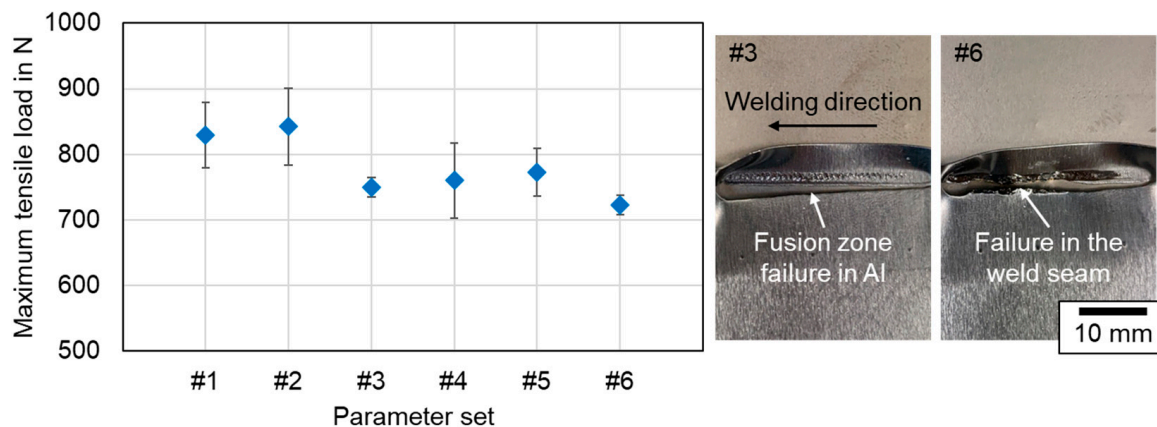 Maximum tensile load in N
1000
900
800
700
600
500
#1 #2 #3 #4 #5 #6
Parameter set
#3
Welding direction
Fusion zone
failure in Al
#6
Failure in the
weld seam
10 mm